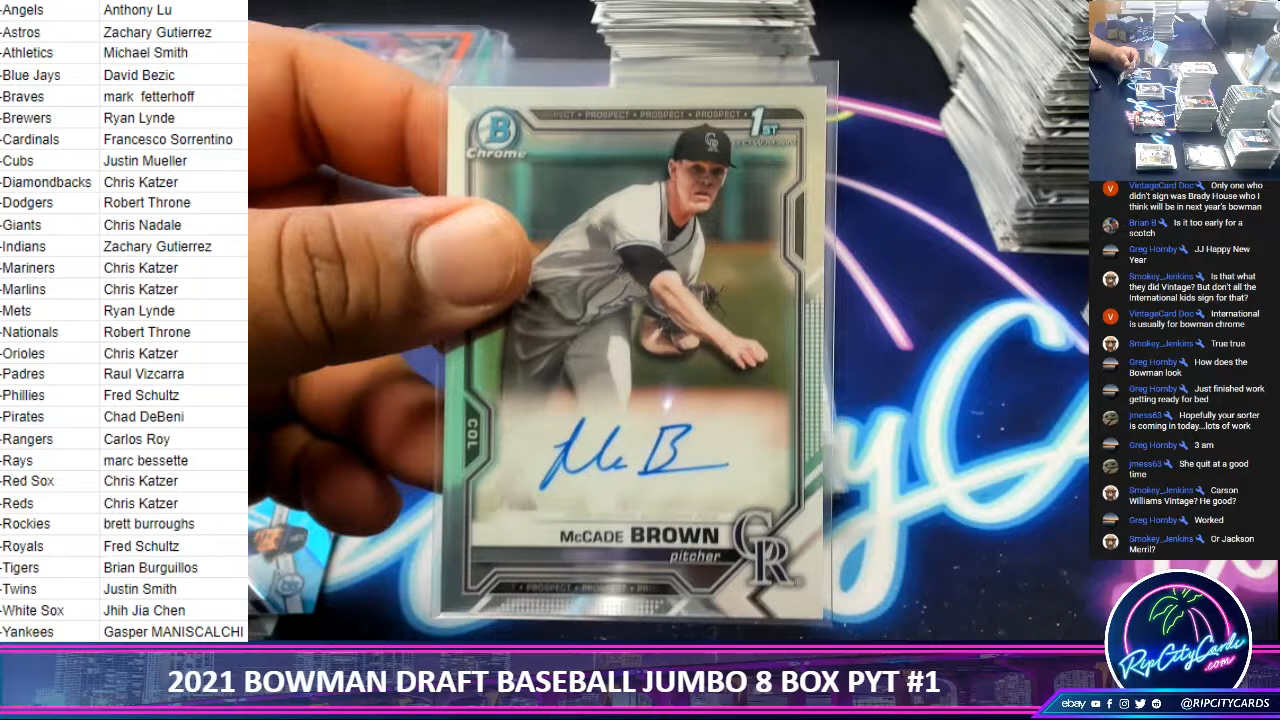 -Angels Anthony Lu
-Astros Zachary Gutierrez
-Athletics Michael Smith
-Blue Jays David Bezic
-Braves mark fetterhoff
-Brewers Ryan Lynde
-Cardinals Francesco Sorrentino
-Cubs Justin Mueller
-Diamondbacks Chris Katzer
-Dodgers Robert Throne
-Giants Chris Nadale
-Indians Zachary Gutierrez
-Mariners Chris Katzer
-Marlins Chris Katzer
-Mets Ryan Lynde
-Nationals Robert Throne
-Orioles Chris Katzer
-Padres Raul Vizcarra
-Phillies Fred Schultz
-Pirates Chad DeBeni
-Rangers Carlos Roy
-Rays marc bessette
-Red Sox Chris Katzer
-Reds Chris Katzer
-Rockies brett burroughs
-Royals Fred Schultz
-Tigers Brian Burguillos
-Twins Justin Smith
-White Sox Jhih Jia Chen
-Yankees Gasper MANISCALCHI
PROSPECT • PROSPECT • PROSPECT
1ST
B
Chrome
CR
COL
McCADE BROWN
pitcher
CR
PROSPECT • PROSPECT
VintageCard Doc Only one who
didn't sign was Brady House who I
think will be in next year's bowman
Brian B Is it too early for a
scotch
Greg Hornby JJ Happy New
Year
Smokey_Jenkins Is that what
they did Vintage? But don't all the
International kids sign for that?
VintageCard Doc International
is usually for bowman chrome
Smokey_Jenkins True true
Greg Hornby How does the
Bowman look
Greg Hornby Just finished work
getting ready for bed
jmess63 Hopefully your sorter
is coming in today...lots of work
Greg Hornby 3 am
jmess63 She quit at a good
time
Smokey_Jenkins Carson
Williams Vintage? He good?
Greg Hornby Worked
Smokey_Jenkins Or Jackson
Merril?
RipCityCards
.com
2021 BOWMAN DRAFT BASEBALL JUMBO 8 BOX PYT #1
ebay @RIPCITYCARDS